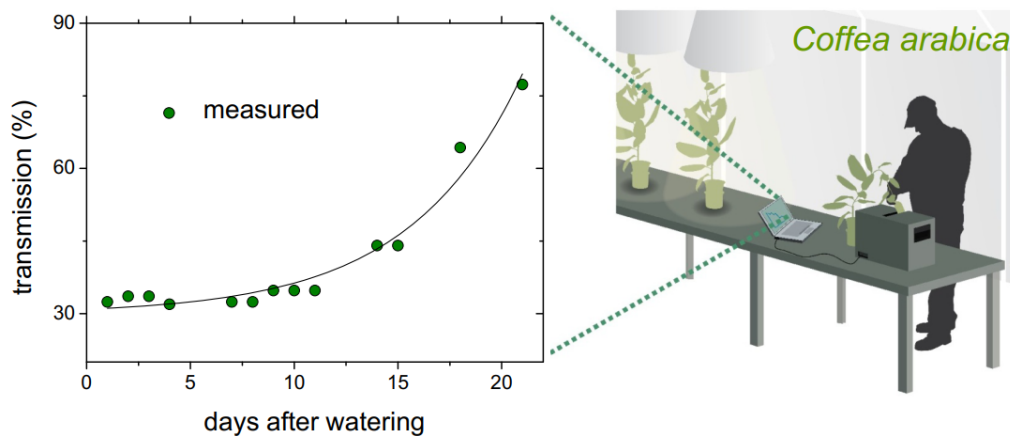 90
60
30
transmission (%)
measured
0
5
10
15
20
days after watering
Coffea arabica